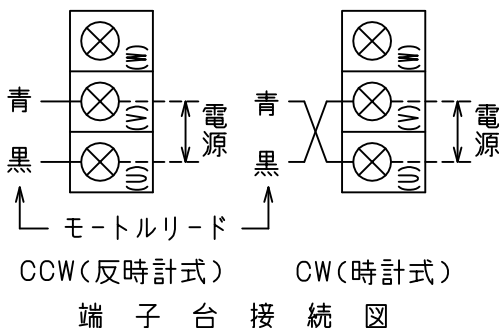 (W)
(W)
青
(V)
電源
青
(V)
電源
黒
(U)
黒
(U)
モートルリード
CCW(反時計式)
CW(時計式)
端子台接続図